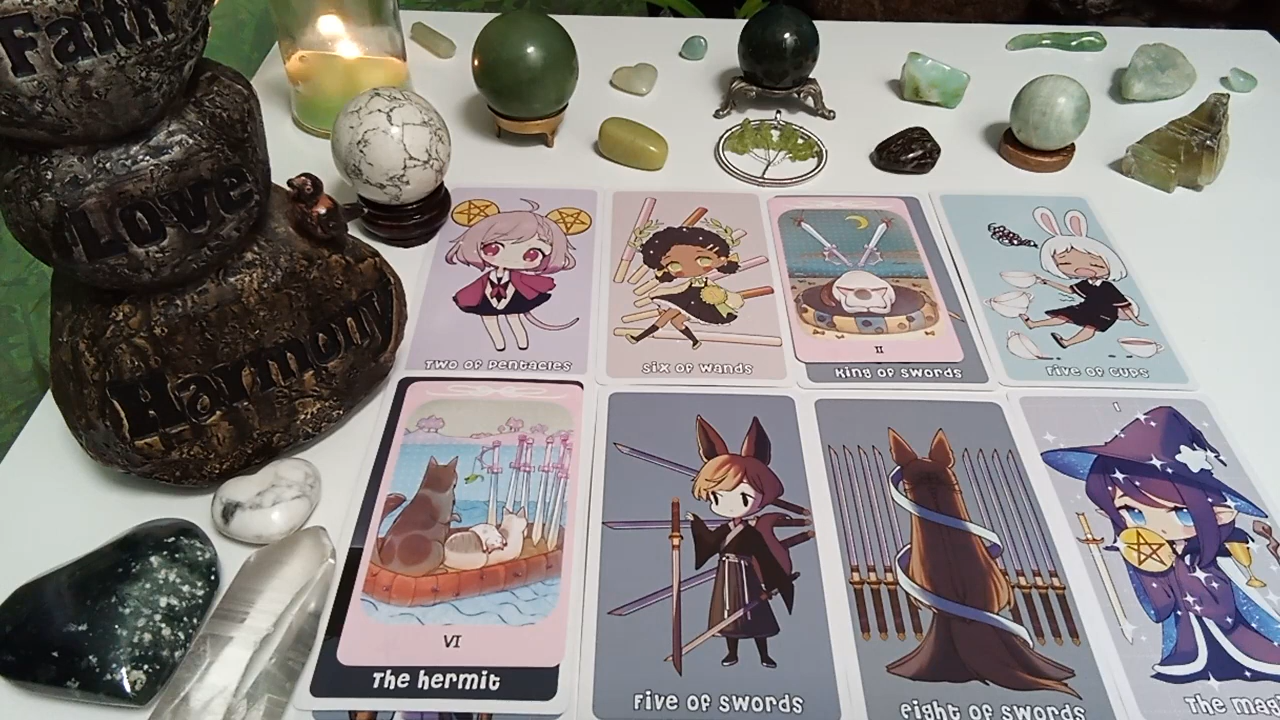 Faith
Love
Harmony
TWO OF PENTACLES
SIX OF WANDS
II
KING OF SWORDS
FIVE OF CUPS
VI
The hermit
FIVE OF SWORDS
EIGHT OF SWORDS
I
The mag